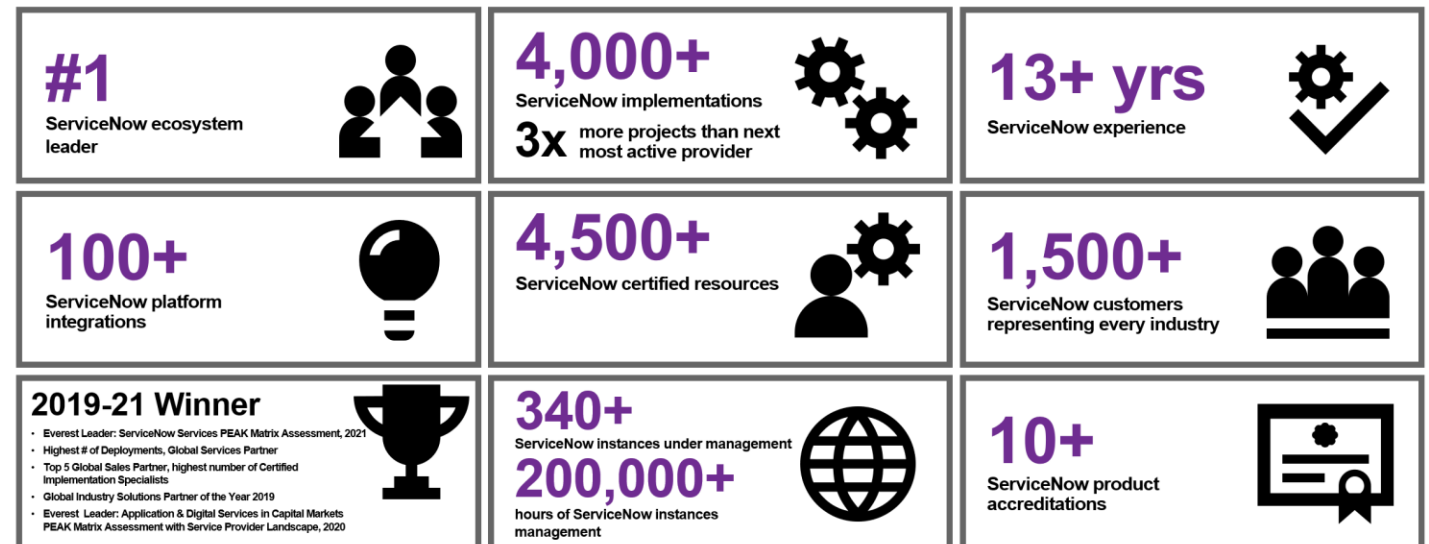 #1
ServiceNow ecosystem
leader
4,000+
ServiceNow implementations
3x more projects than next
most active provider
13+ yrs
ServiceNow experience
100+
ServiceNow platform
integrations
4,500+
ServiceNow certified resources
1,500+
ServiceNow customers
representing every industry
2019-21 Winner
• Everest Leader: ServiceNow Services PEAK Matrix Assessment, 2021
• Highest # of Deployments, Global Services Partner
• Top 5 Global Sales Partner, highest number of Certified
Implementation Specialists
• Global Industry Solutions Partner of the Year 2019
• Everest Leader: Application & Digital Services in Capital Markets
PEAK Matrix Assessment with Service Provider Landscape, 2020
340+
ServiceNow instances under management
200,000+
hours of ServiceNow instances
management
10+
ServiceNow product
accreditations